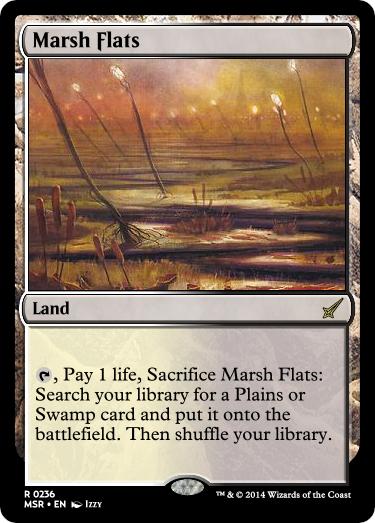 Marsh Flats
Land
, Pay 1 life, Sacrifice Marsh Flats:
Search your library for a Plains or
Swamp card and put it onto the
battlefield. Then shuffle your library.
R 0236
MSR • EN Izzy
™ & © 2014 Wizards of the Coast